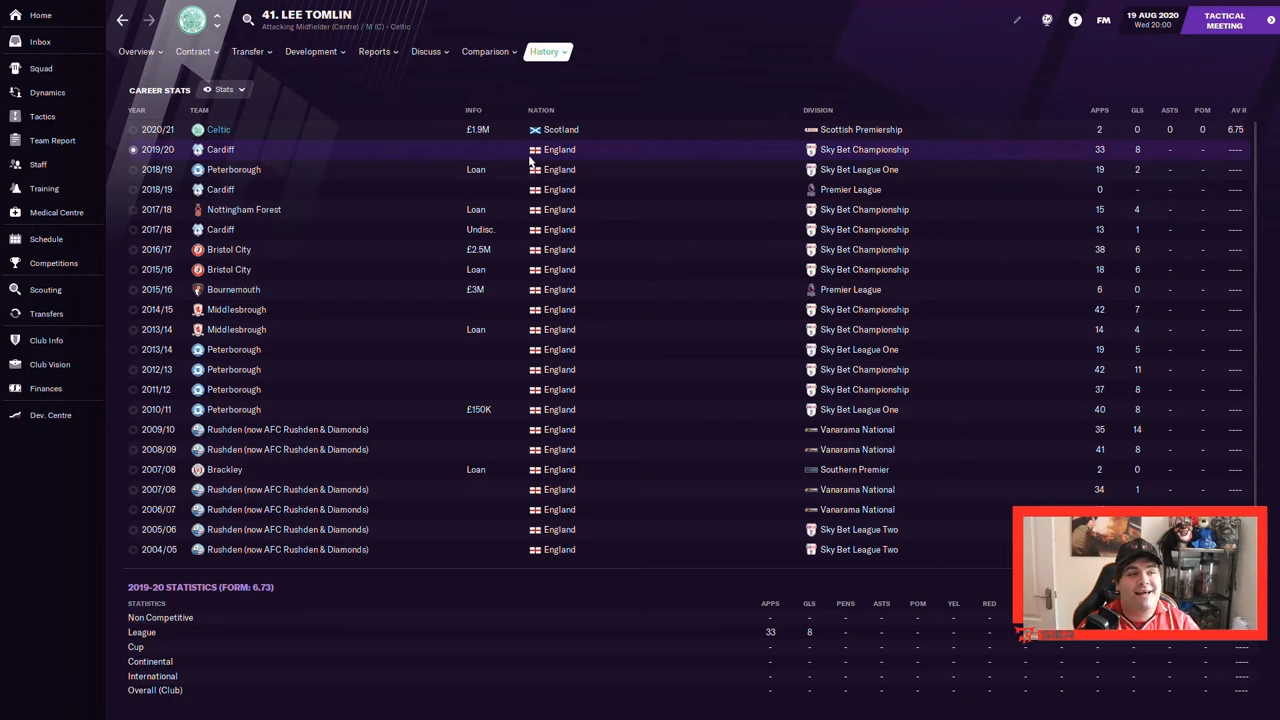 Home
Inbox
Squad
Dynamics
Tactics
Team Report
Staff
Training
Medical Centre
Schedule
Competitions
Scouting
Transfers
Club Info
Club Vision
Finances
Dev. Centre
41. LEE TOMLIN
Attacking Midfielder (Centre) / M (C) - Celtic
? FM 19 AUG 2020
Wed 20:00
TACTICAL MEETING
Overview Contract Transfer Development Reports Discuss Comparison History
CAREER STATS Stats
YEAR TEAM INFO NATION DIVISION APPS GLS ASTS POM AV R
2020/21 Celtic £1.9M Scotland Scottish Premiership 2 0 0 0 6.75
2019/20 Cardiff England Sky Bet Championship 33 8 - - ----
2018/19 Peterborough Loan England Sky Bet League One 19 2 - - ----
2018/19 Cardiff England Premier League 0 - - - ----
2017/18 Nottingham Forest Loan England Sky Bet Championship 15 4 - - ----
2017/18 Cardiff Undisc. England Sky Bet Championship 13 1 - - ----
2016/17 Bristol City £2.5M England Sky Bet Championship 38 6 - - ----
2015/16 Bristol City Loan England Sky Bet Championship 18 6 - - ----
2015/16 Bournemouth £3M England Premier League 6 0 - - ----
2014/15 Middlesbrough England Sky Bet Championship 42 7 - - ----
2013/14 Middlesbrough Loan England Sky Bet Championship 14 4 - - ----
2013/14 Peterborough England Sky Bet League One 19 5 - - ----
2012/13 Peterborough England Sky Bet Championship 42 11 - - ----
2011/12 Peterborough England Sky Bet Championship 37 8 - - ----
2010/11 Peterborough £150K England Sky Bet League One 40 8 - - ----
2009/10 Rushden (now AFC Rushden & Diamonds) England Vanarama National 35 14 - - ----
2008/09 Rushden (now AFC Rushden & Diamonds) England Vanarama National 41 8 - - ----
2007/08 Brackley Loan England Southern Premier 2 0 - - ----
2007/08 Rushden (now AFC Rushden & Diamonds) England Vanarama National 34 1 - - ----
2006/07 Rushden (now AFC Rushden & Diamonds) England Vanarama National
2005/06 Rushden (now AFC Rushden & Diamonds) England Sky Bet League Two
2004/05 Rushden (now AFC Rushden & Diamonds) England Sky Bet League Two
2019-20 STATISTICS (FORM: 6.73)
STATISTICS APPS GLS PENS ASTS POM YEL RED
Non Competitive - - - - - - - - - - - ----
League 33 8 - - - - -
Cup - - - - - - - - - - - ----
Continental - - - - - - - - - - - ----
International - - - - - - - - - - - ----
Overall (Club) - - - - - - - - - - - ----